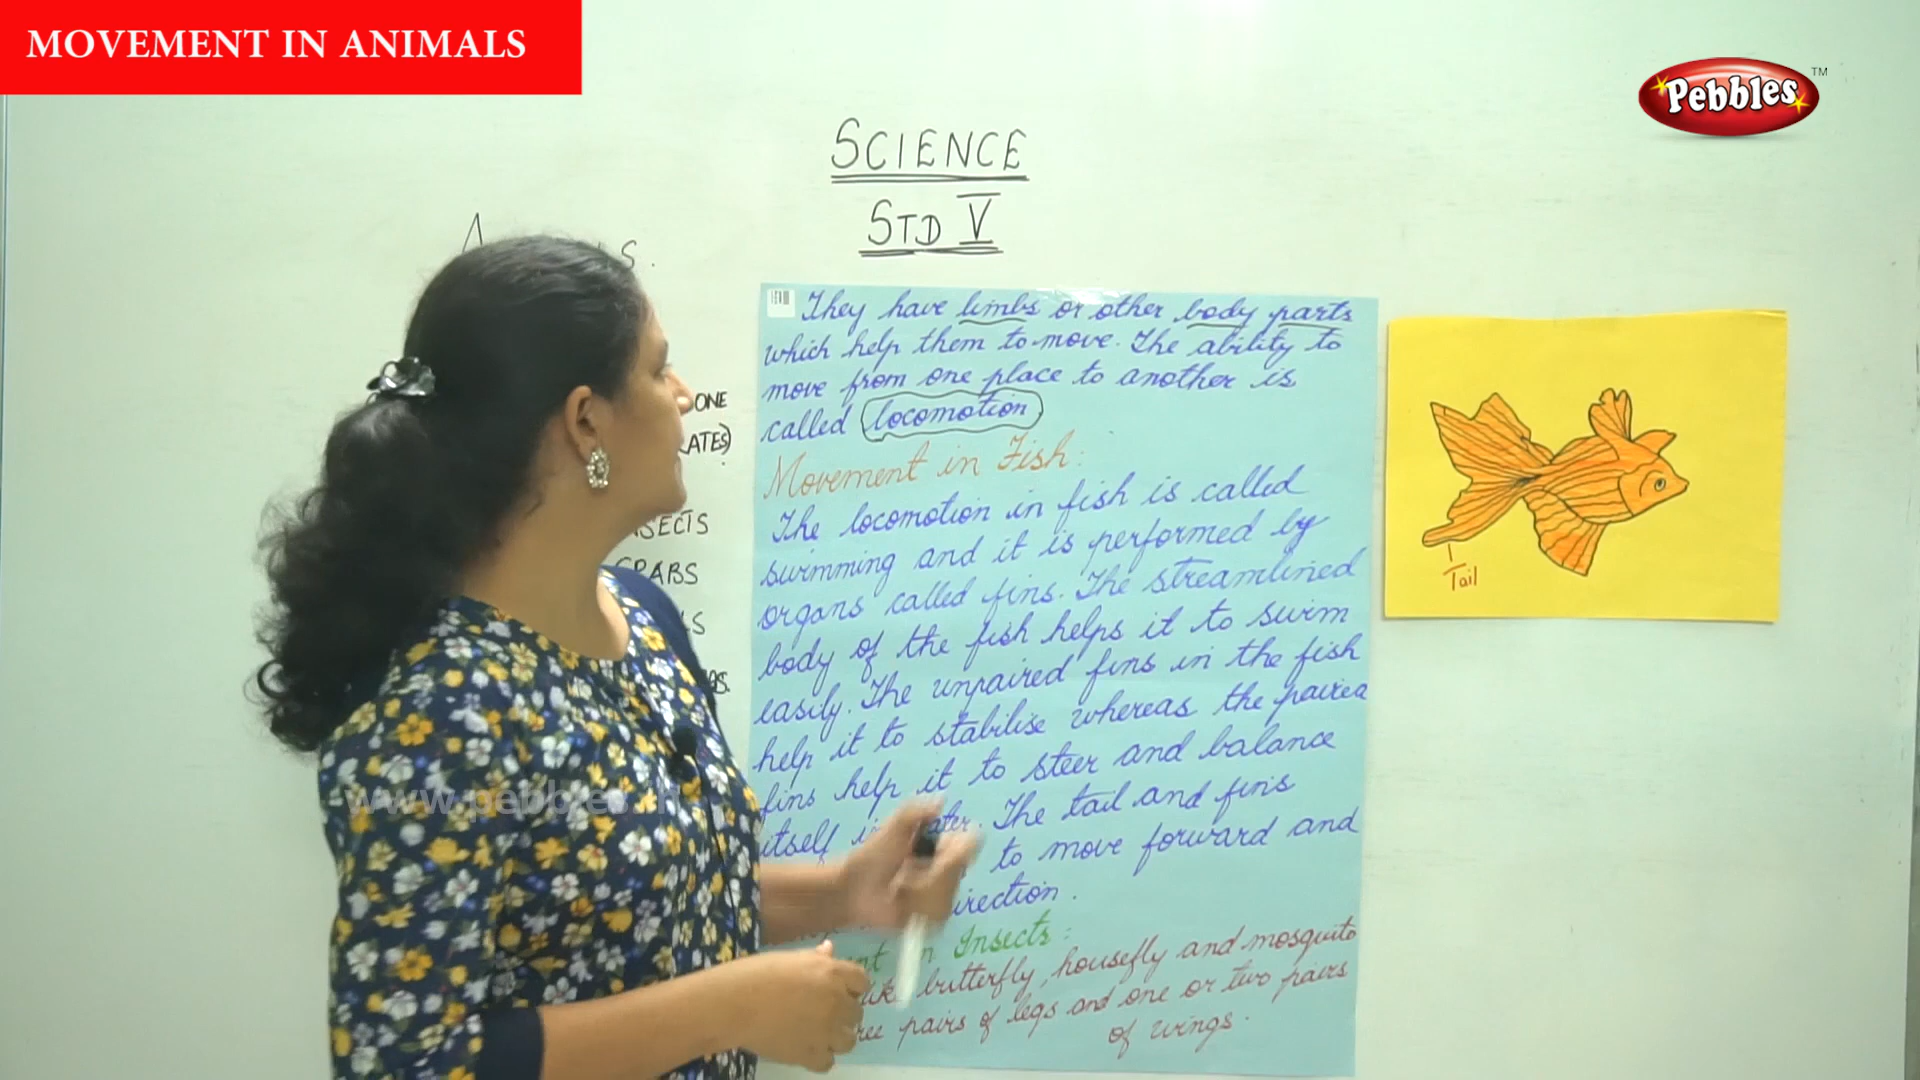 MOVEMENT IN ANIMALS
Pebbles
TM
SCIENCE
STD V
They have limbs or other body parts
which help them to move. The ability to
move from one place to another is
called locomotion
Movement in Fish:
The locomotion in fish is called
swimming and it is performed by
organs called fins. The streamlined
body of the fish helps it to swim
easily. The unpaired fins in the fish
help it to stabilise whereas the paired
fins help it to steer and balance
itself in The tail and fins
to move forward and
in Insects:
butterfly, housefly and mosquito
pairs of legs and one or two pairs
of wings.
Tail
CRABS